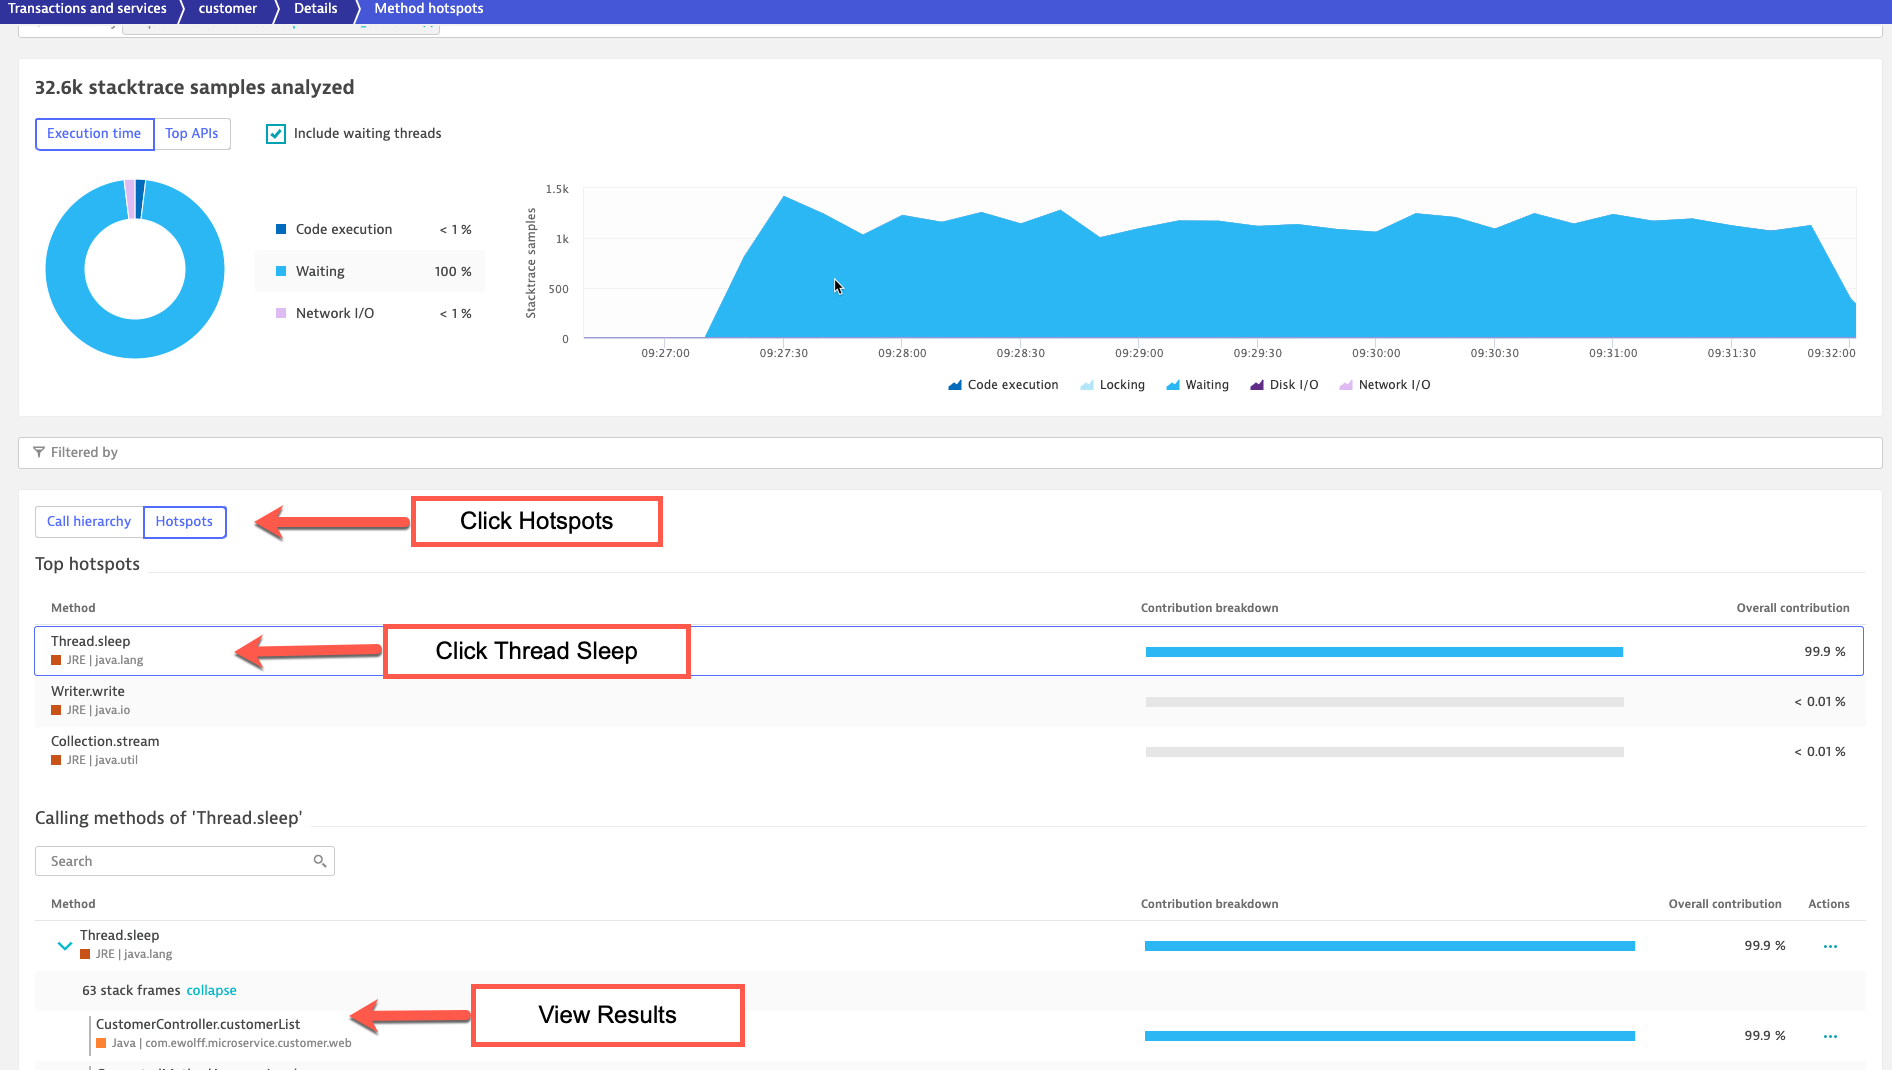 Transactions and services
customer
Details
Method hotspots
32.6k stacktrace samples analyzed
Execution time
Top APIs
Include waiting threads
Code execution < 1 %
Waiting 100 %
Network I/O < 1 %
Stacktrace samples
1.5k
1k
500
0
09:27:00 09:27:30 09:28:00 09:28:30 09:29:00 09:29:30 09:30:00 09:30:30 09:31:00 09:31:30 09:32:00
Code execution Locking Waiting Disk I/O Network I/O
Filtered by
Call hierarchy
Hotspots
Click Hotspots
Top hotspots
Method Contribution breakdown Overall contribution
Thread.sleep
JRE | java.lang
Click Thread Sleep
99.9 %
Writer.write
JRE | java.io
< 0.01 %
Collection.stream
JRE | java.util
< 0.01 %
Calling methods of 'Thread.sleep'
Search
Method Contribution breakdown Overall contribution Actions
Thread.sleep
JRE | java.lang
99.9 %
...
63 stack frames collapse
View Results
CustomerController.customerList
Java | com.ewolff.microservice.customer.web
99.9 %
...